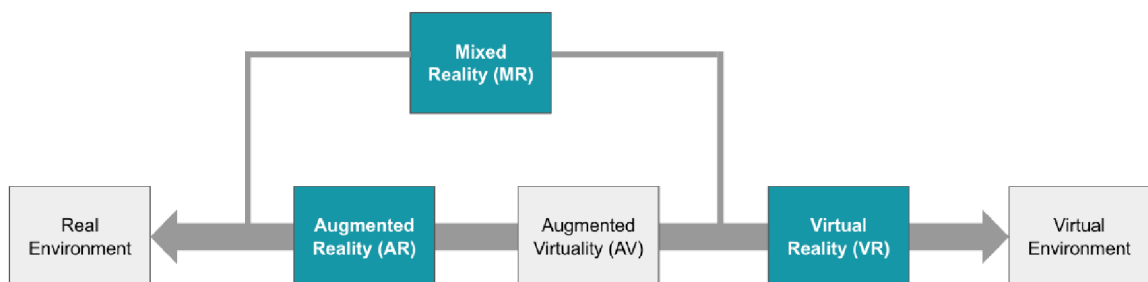 Mixed
Reality (MR)
Real
Environment
Augmented
Reality (AR)
Augmented
Virtuality (AV)
Virtual
Reality (VR)
Virtual
Environment